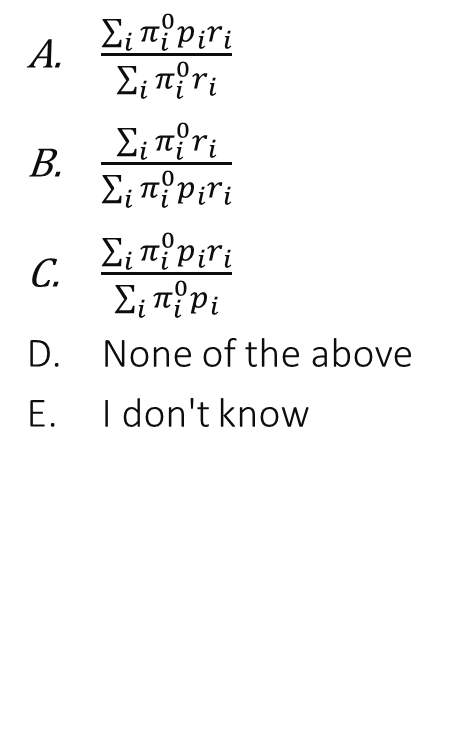 A. $\frac{\sum_i \pi_i^0 p_i r_i}{\sum_i \pi_i^0 r_i}$
B. $\frac{\sum_i \pi_i^0 r_i}{\sum_i \pi_i^0 p_i r_i}$
C. $\frac{\sum_i \pi_i^0 p_i r_i}{\sum_i \pi_i^0 p_i}$
D. None of the above
E. I don't know